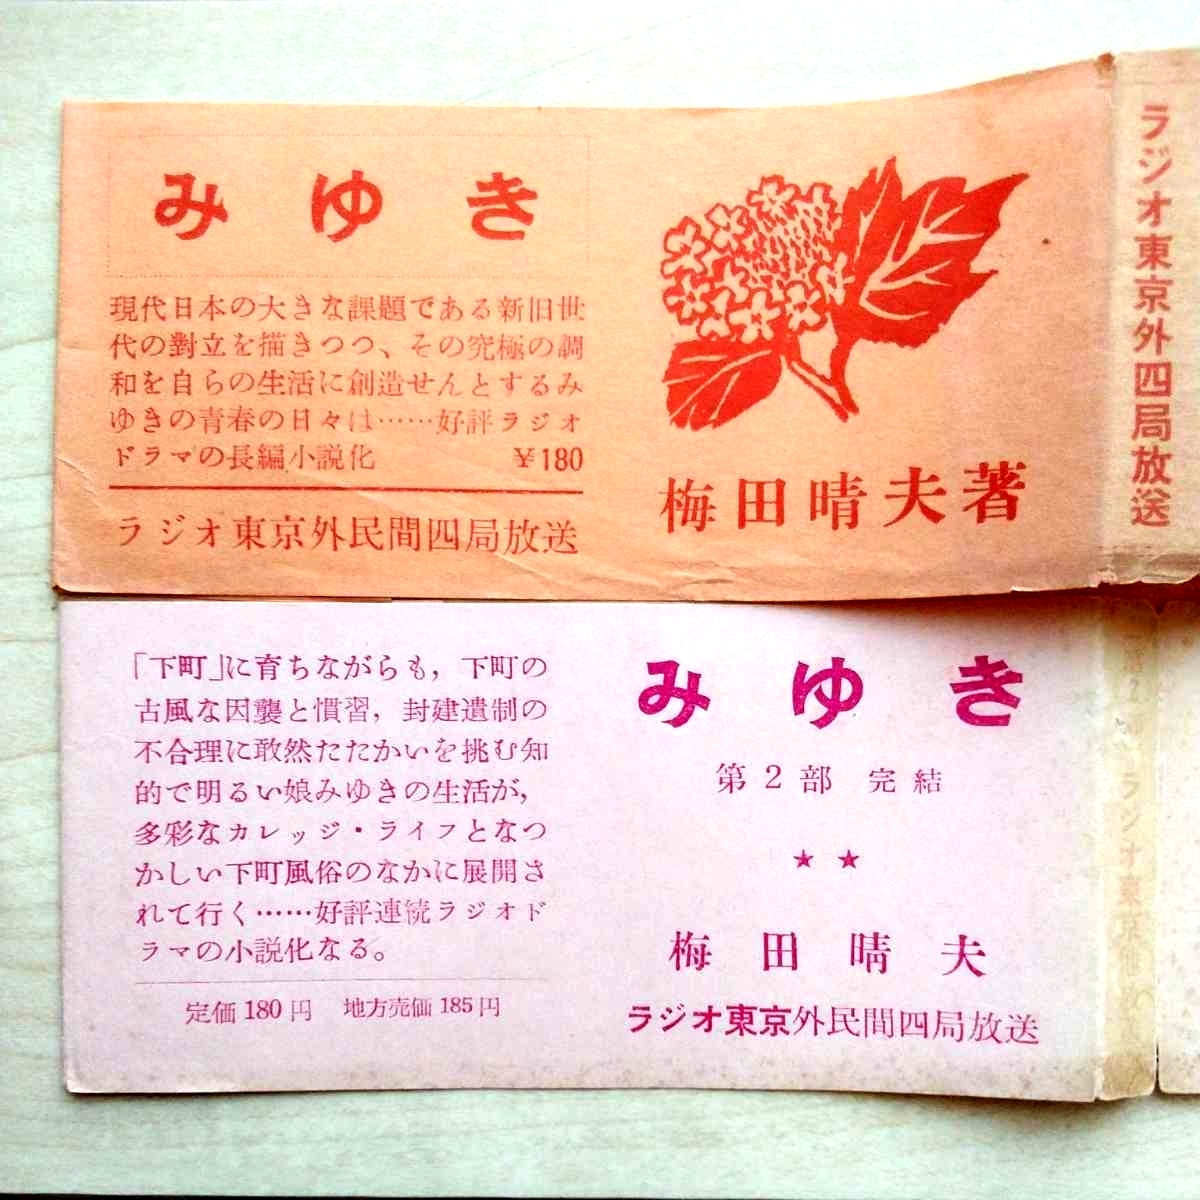 みゆき
現代日本の大きな課題である新旧世
代の對立を描きつつ、その究極の調
和を自らの生活に創造せんとするみ
ゆきの青春の日々は……好評ラジオ
ドラマの長編小説化 ¥180
ラジオ東京外民間四局放送
梅田晴夫著
ラジオ東京外四局放送
「下町」に育ちながらも，下町の
古風な因襲と慣習，封建遺制の
不合理に敢然たたかいを挑む知
的で明るい娘みゆきの生活が，
多彩なカレッジ・ライフとなつ
かしい下町風俗のなかに展開さ
れて行く……好評連続ラジオド
ラマの小説化なる。
定価180円 地方売価185円
みゆき
第2部 完結
★★
梅田晴夫
ラジオ東京外民間四局放送
ラジオ東京